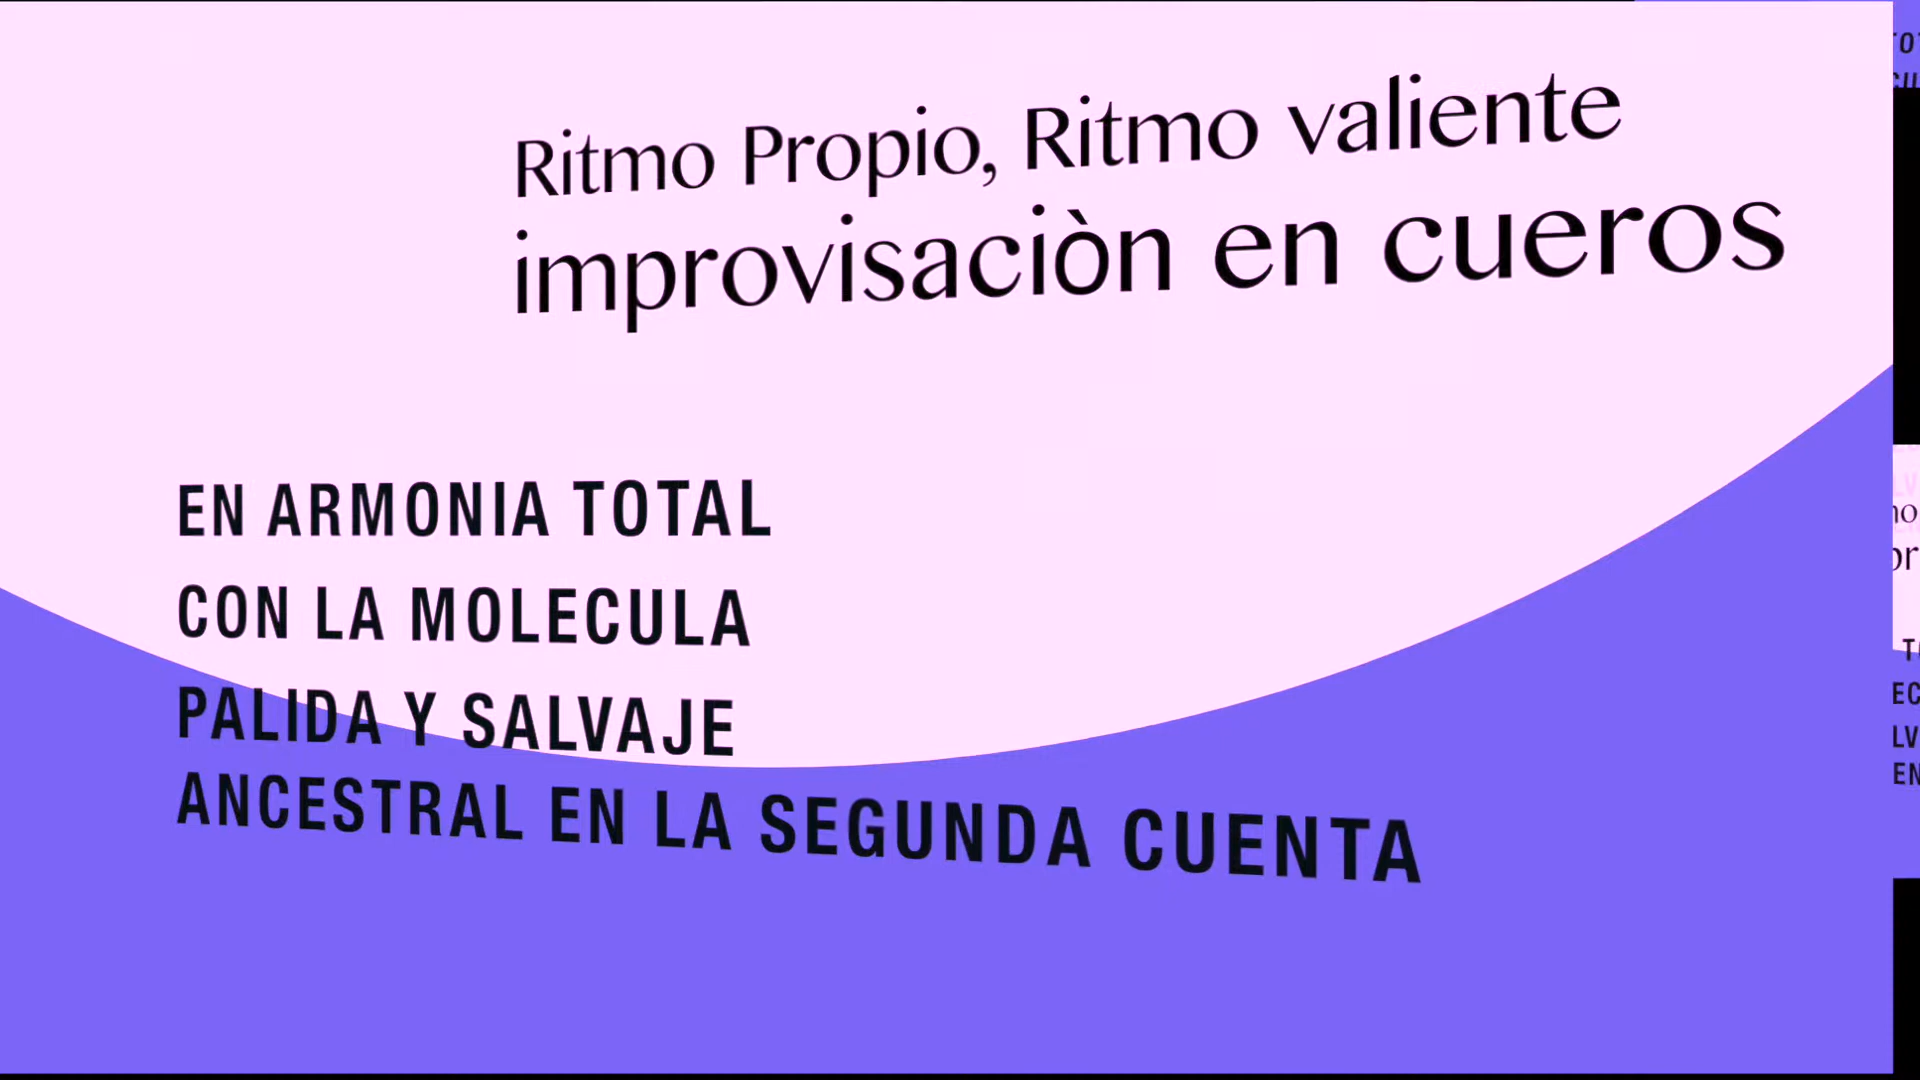 Ritmo Propio, Ritmo valiente
improvisaciòn en cueros
EN ARMONIA TOTAL
CON LA MOLECULA
PALIDA Y SALVAJE
ANCESTRAL EN LA SEGUNDA CUENTA